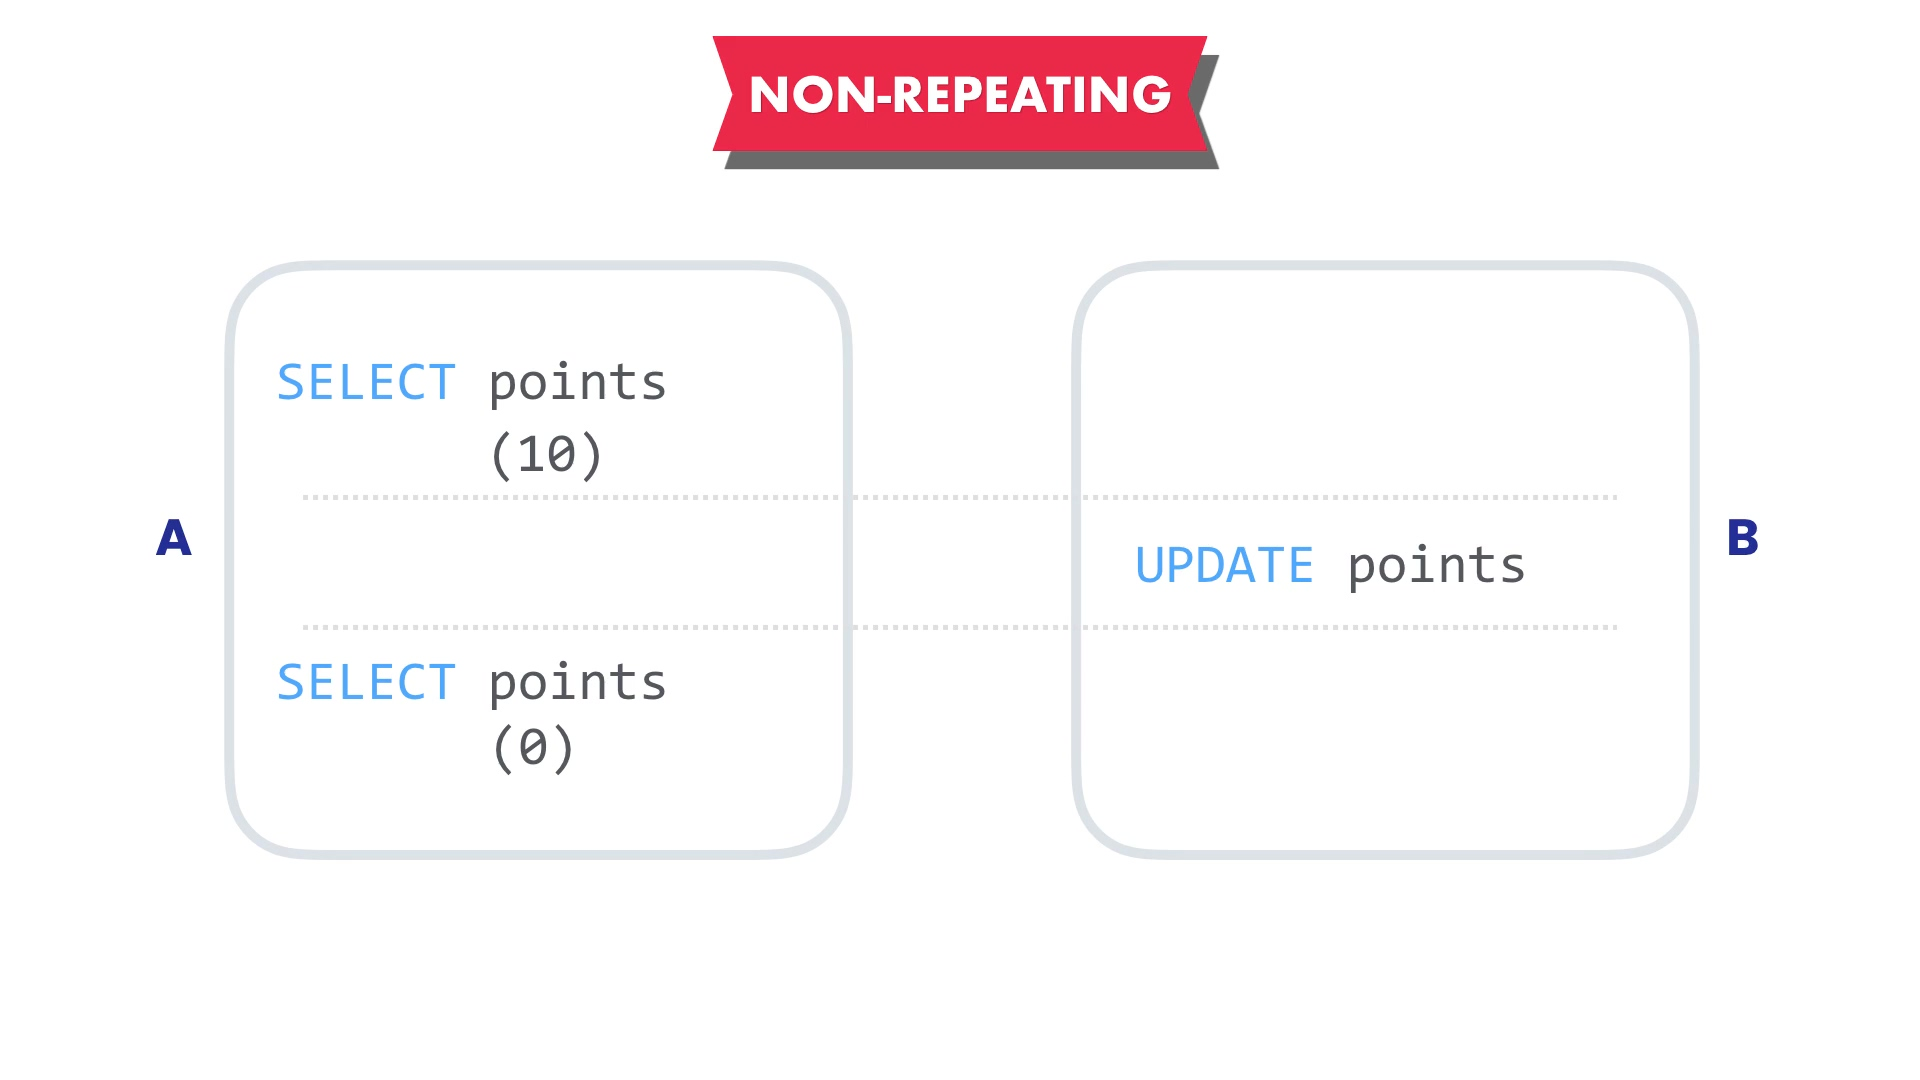 NON-REPEATING
SELECT points
(10)
A
UPDATE points
B
SELECT points
(0)